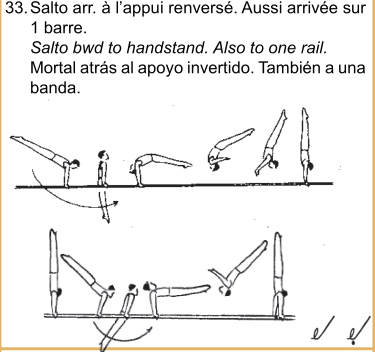 33. Salto arr. à l'appui renversé. Aussi arrivée sur
1 barre.
Salto bwd to handstand. Also to one rail.
Mortal atrás al apoyo invertido. También a una
banda.